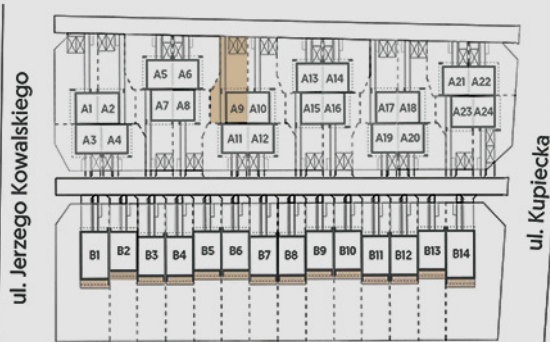 ul. Jerzego Kowalskiego
A5 A6
A13 A14
A21 A22
A1 A2
A7 A8
A9 A10
A15 A16
A17 A18
A23 A24
A3 A4
A11 A12
A19 A20
ul. Kupiecka
B1 B2 B3 B4 B5 B6 B7 B8 B9 B10 B11 B12 B13 B14